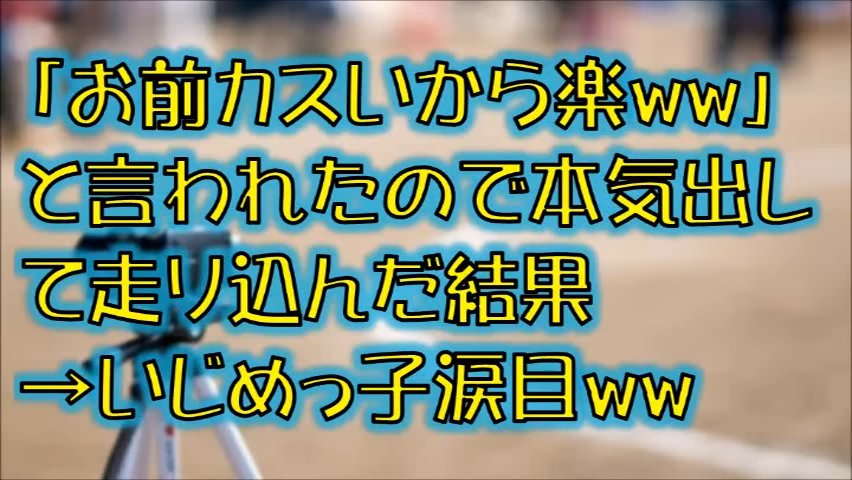 「お前カスいから楽ww」
と言われたので本気出し
て走り込んだ結果
→いじめっ子涙目ww